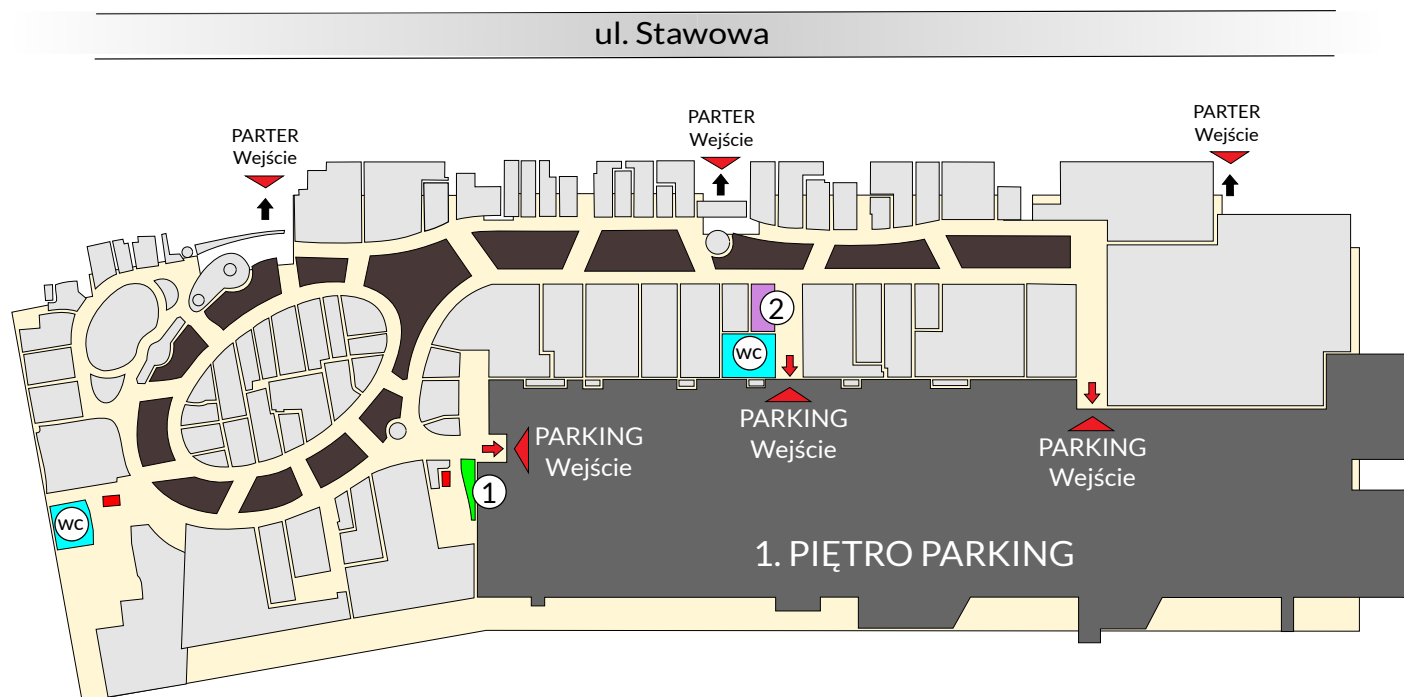 ul. Stawowa
PARTER
Wejście
PARTER
Wejście
PARTER
Wejście
2
WC
PARKING
Wejście
PARKING
Wejście
PARKING
Wejście
1
WC
1. PIĘTRO PARKING